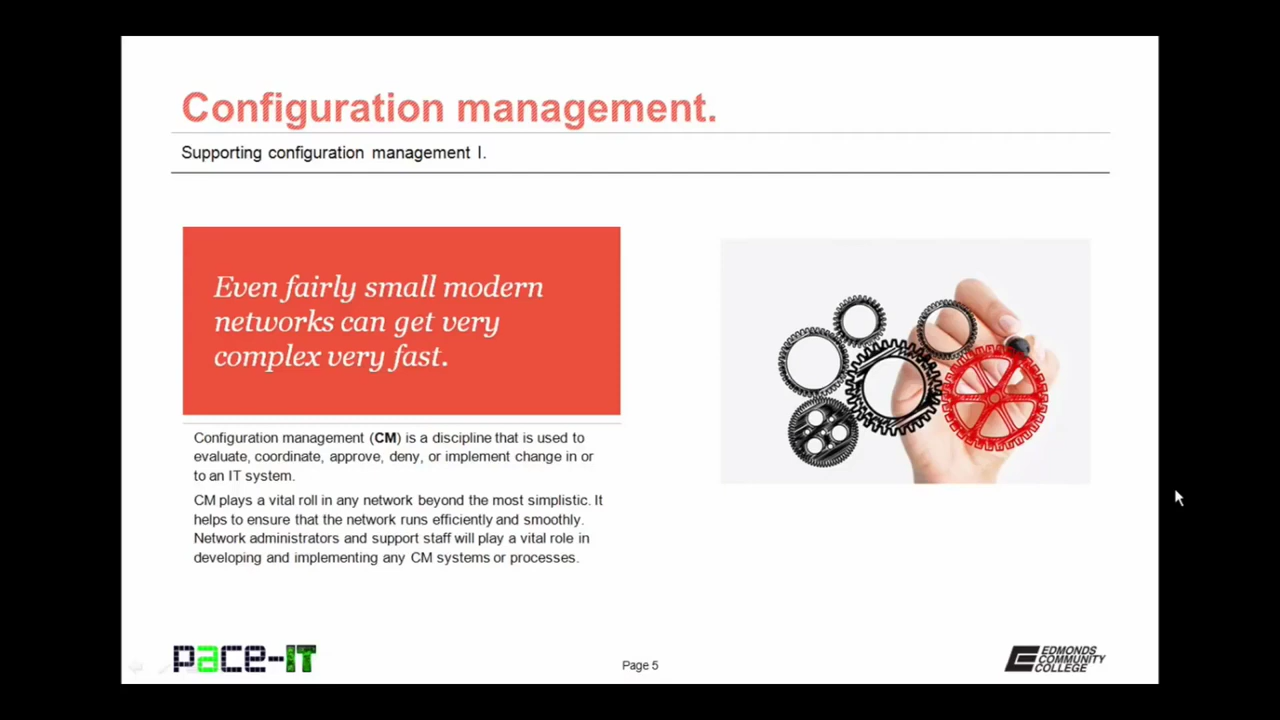 Configuration management.
Supporting configuration management I.
Even fairly small modern
networks can get very
complex very fast.
Configuration management (CM) is a discipline that is used to
evaluate, coordinate, approve, deny, or implement change in or
to an IT system.
CM plays a vital roll in any network beyond the most simplistic. It
helps to ensure that the network runs efficiently and smoothly.
Network administrators and support staff will play a vital role in
developing and implementing any CM systems or processes.
pace-IT
Page 5
EDMONDS
COMMUNITY
COLLEGE